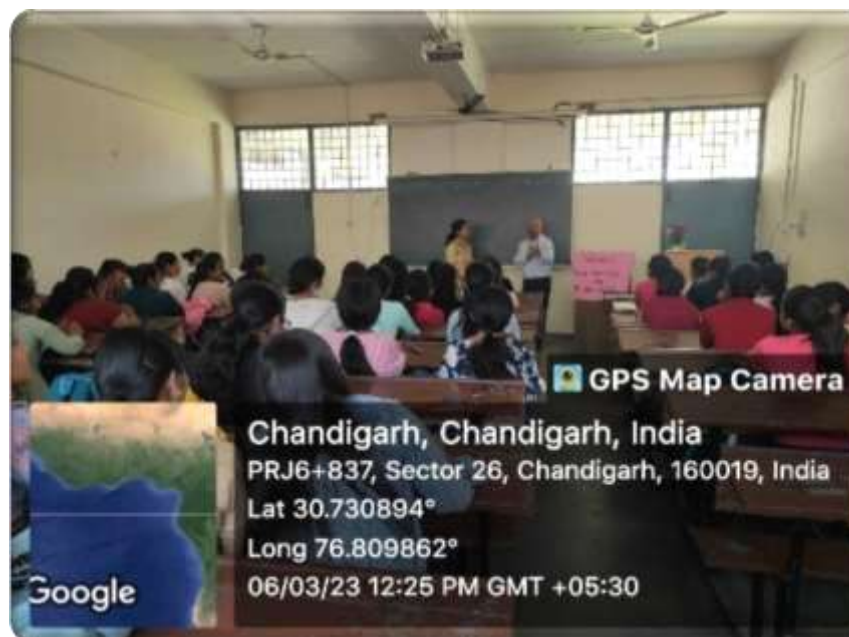 GPS Map Camera
Chandigarh, Chandigarh, India
PRJ6+837, Sector 26, Chandigarh, 160019, India
Lat 30.730894°
Long 76.809862°
06/03/23 12:25 PM GMT +05:30
Google